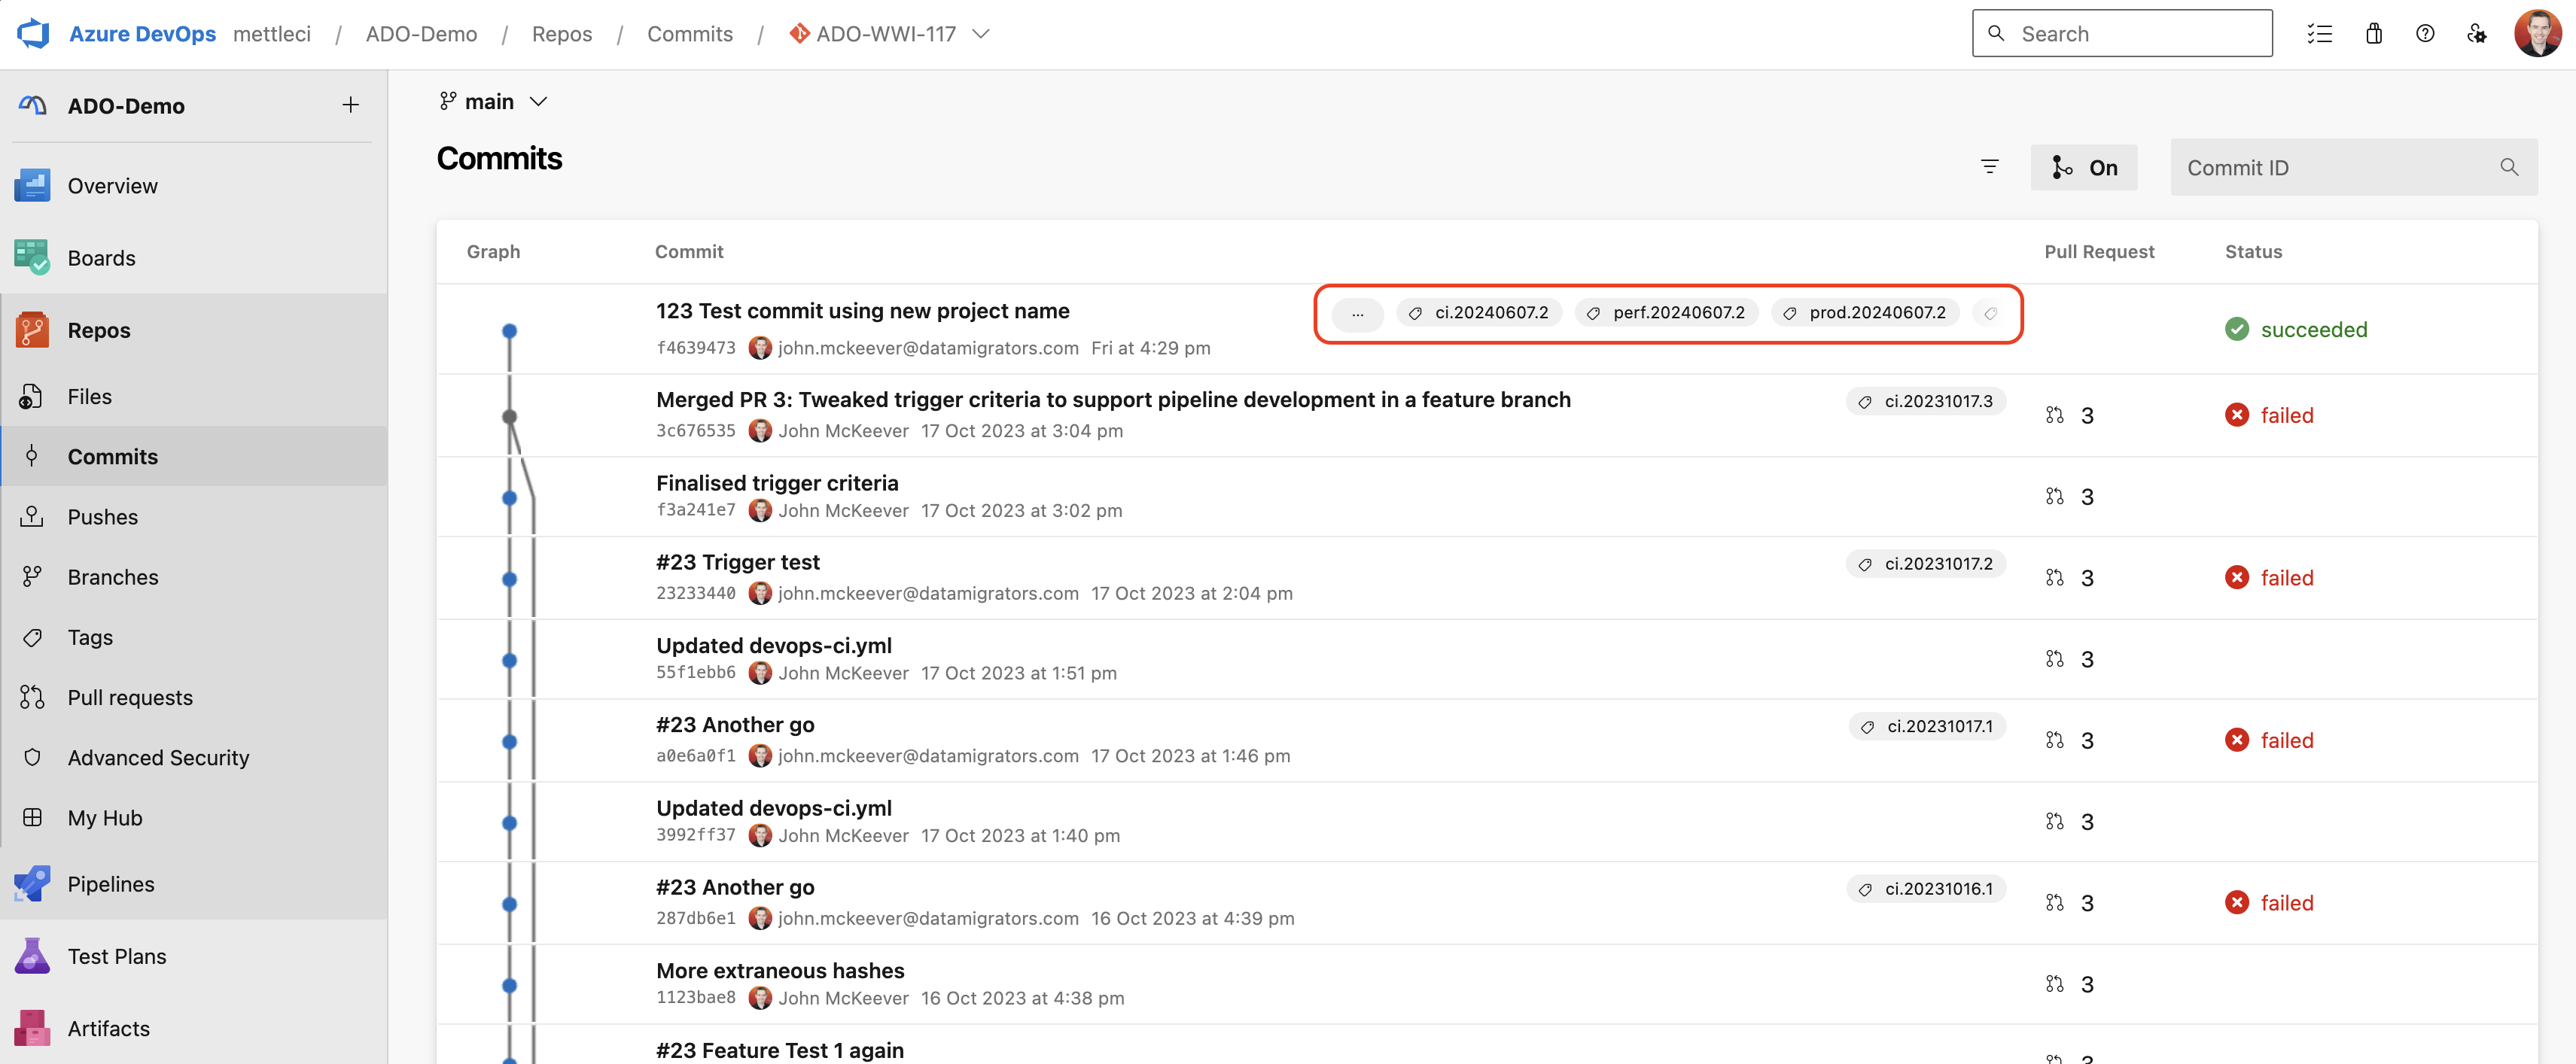 Azure DevOps mettleci / ADO-Demo / Repos / Commits / ADO-WWI-117
Search
ADO-Demo
Overview
Boards
Repos
Files
Commits
Pushes
Branches
Tags
Pull requests
Advanced Security
My Hub
Pipelines
Test Plans
Artifacts
main
Commits
On
Commit ID
Graph Commit Pull Request Status
123 Test commit using new project name ... ci.20240607.2 perf.20240607.2 prod.20240607.2
f4639473 john.mckeever@datamigrators.com Fri at 4:29 pm
succeeded
Merged PR 3: Tweaked trigger criteria to support pipeline development in a feature branch ci.20231017.3
3c676535 John McKeever 17 Oct 2023 at 3:04 pm
3 failed
Finalised trigger criteria
f3a241e7 John McKeever 17 Oct 2023 at 3:02 pm
3
#23 Trigger test ci.20231017.2
23233440 john.mckeever@datamigrators.com 17 Oct 2023 at 2:04 pm
3 failed
Updated devops-ci.yml
55f1ebb6 John McKeever 17 Oct 2023 at 1:51 pm
3
#23 Another go ci.20231017.1
a0e6a0f1 john.mckeever@datamigrators.com 17 Oct 2023 at 1:46 pm
3 failed
Updated devops-ci.yml
3992ff37 John McKeever 17 Oct 2023 at 1:40 pm
3
#23 Another go ci.20231016.1
287db6e1 john.mckeever@datamigrators.com 16 Oct 2023 at 4:39 pm
3 failed
More extraneous hashes
1123bae8 John McKeever 16 Oct 2023 at 4:38 pm
3
#23 Feature Test 1 again